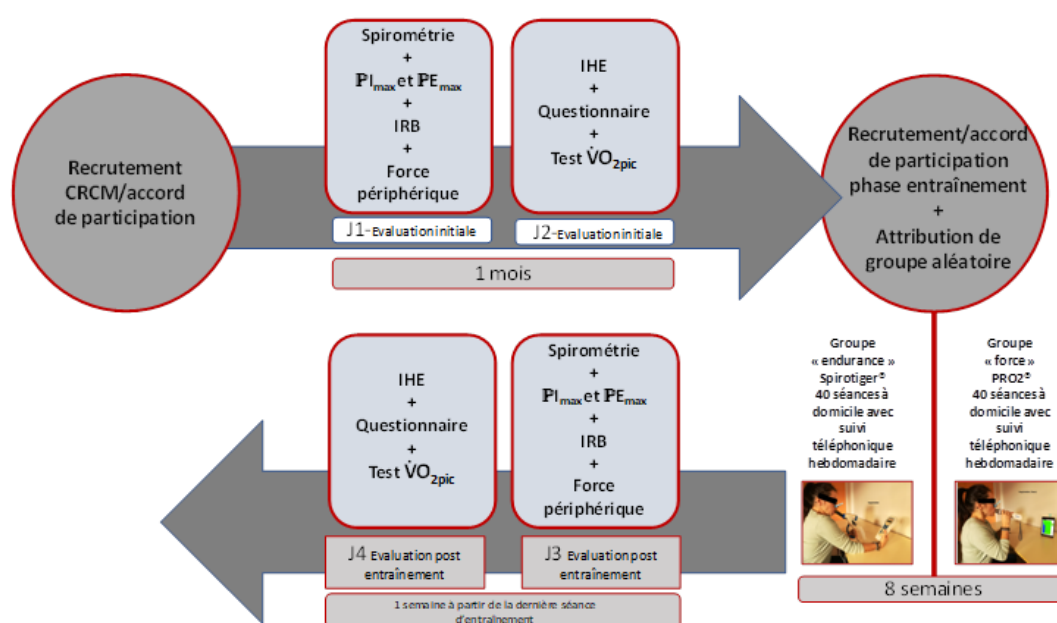 Recrutement
CRCM/accord
de participation
Spirométrie
+
PImax et PEmax
+
IRB
+
Force
périphérique
J1-Evaluation initiale
IHE
+
Questionnaire
+
Test V̇O2pic
J2-Evaluation initiale
1 mois
Recrutement/accord
de participation
phase entraînement
+
Attribution de
groupe aléatoire
Groupe
« endurance »
Spirotiger®
40 séances à
domicile avec
suivi
téléphonique
hebdomadaire
Groupe
« force »
PRO2®
40 séances à
domicile avec
suivi
téléphonique
hebdomadaire
8 semaines
Spirométrie
+
PImax et PEmax
+
IRB
+
Force
périphérique
J3 Evaluation post
entraînement
IHE
+
Questionnaire
+
Test V̇O2pic
J4 Evaluation post
entraînement
1 semaine à partir de la dernière séance
d'entraînement